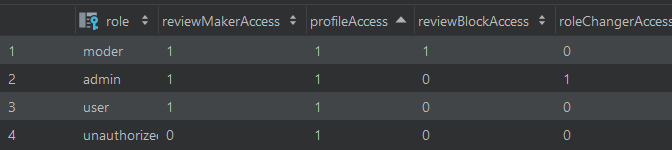 role reviewMakerAccess profileAccess reviewBlockAccess roleChangerAccess
1 moder 1 1 1 0
2 admin 1 1 0 1
3 user 1 1 0 0
4 unauthorize 0 1 0 0